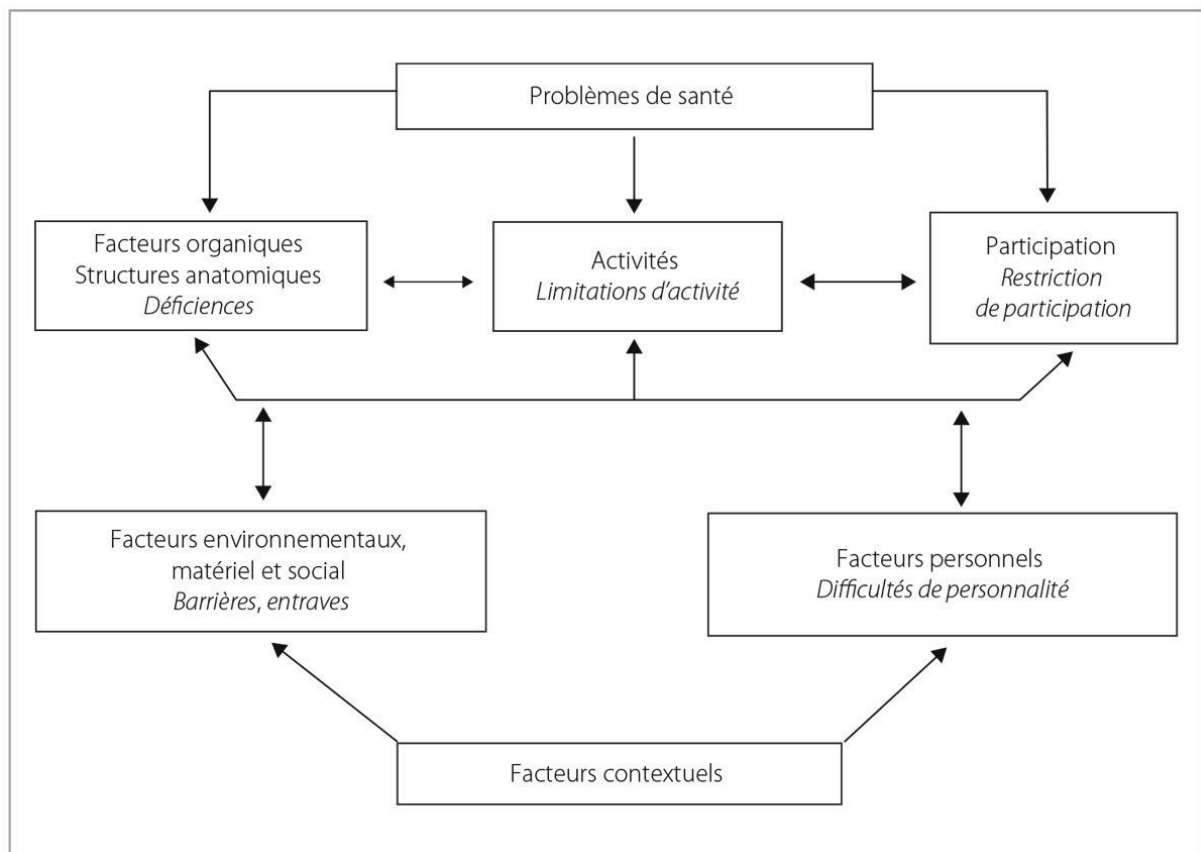 Problèmes de santé
Facteurs organiques
Structures anatomiques
Déficiences
Activités
Limitations d’activité
Participation
Restriction
de participation
Facteurs environnementaux,
matériel et social
Barrières, entraves
Facteurs personnels
Difficultés de personnalité
Facteurs contextuels